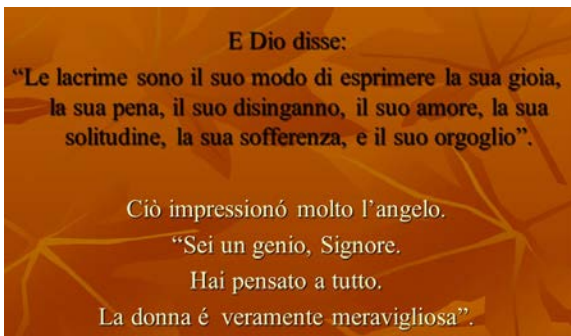 E Dio disse:
“Le lacrime sono il suo modo di esprimere la sua gioia,
la sua pena, il suo disinganno, il suo amore, la sua
solitudine, la sua sofferenza, e il suo orgoglio”.
Ciò impressionó molto l’angelo.
“Sei un genio, Signore.
Hai pensato a tutto.
La donna é veramente meravigliosa”.